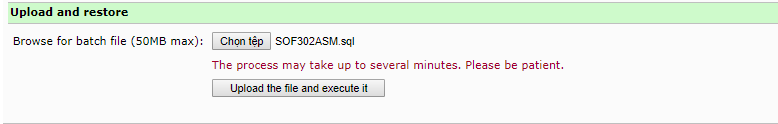 Upload and restore
Browse for batch file (50MB max): Chọn tệp SOF302ASM.sql
The process may take up to several minutes. Please be patient.
Upload the file and execute it